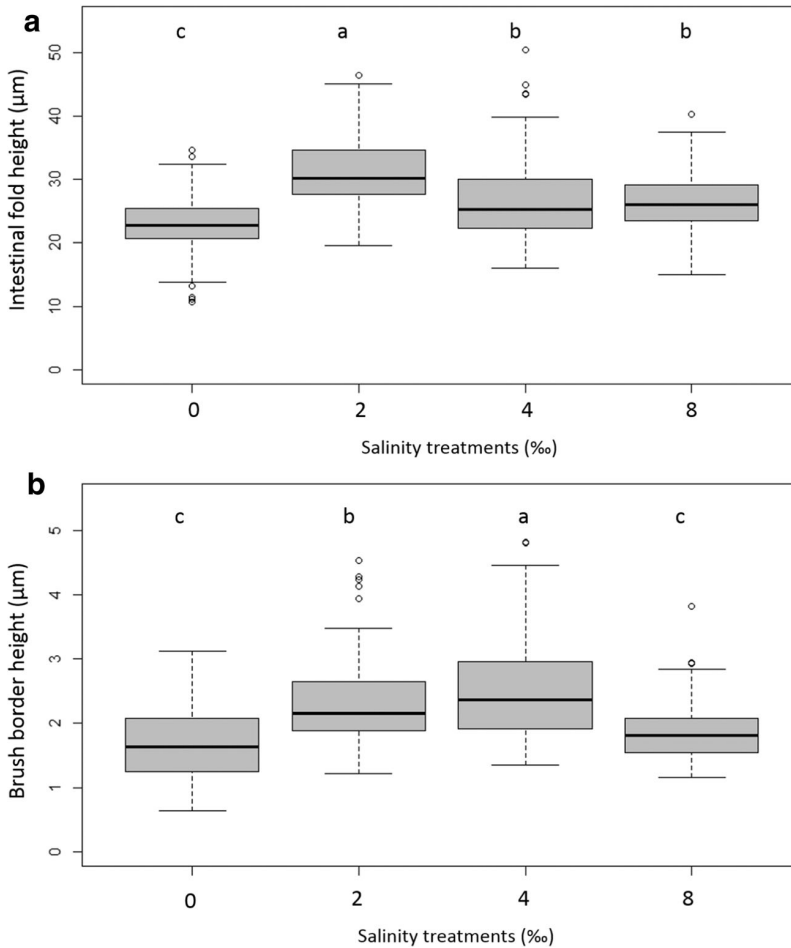 a
c a b b
Intestinal fold height (µm)
50
40
30
20
10
0
0 2 4 8
Salinity treatments (‰)
b
c b a c
Brush border height (µm)
5
4
3
2
1
0
0 2 4 8
Salinity treatments (‰)